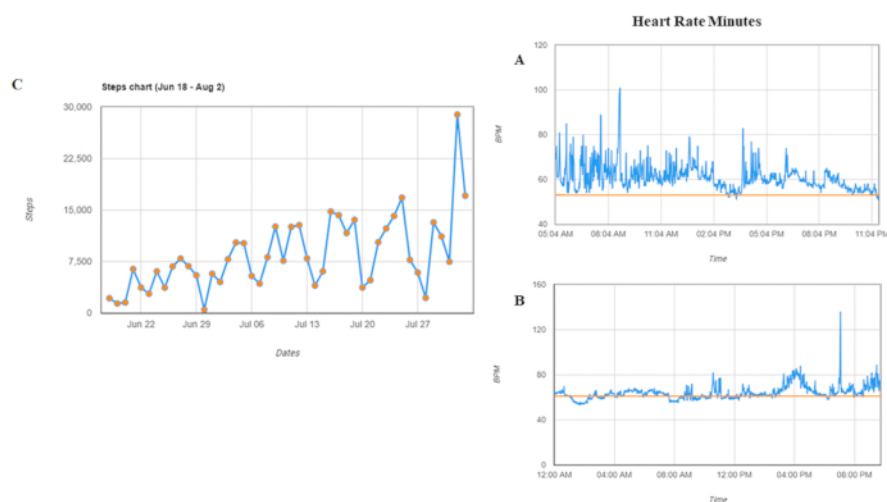 Heart Rate Minutes
C
Steps chart (Jun 18 - Aug 2)
30,000
22,500
15,000
7,500
0
Steps
Jun 22 Jun 29 Jul 06 Jul 13 Jul 20 Jul 27
Dates
A
120
100
80
60
40
BPM
05:04 AM 08:04 AM 11:04 AM 02:04 PM 05:04 PM 08:04 PM 11:04 PM
Time
B
160
120
80
40
0
BPM
12:00 AM 04:00 AM 08:00 AM 12:00 PM 04:00 PM 08:00 PM
Time